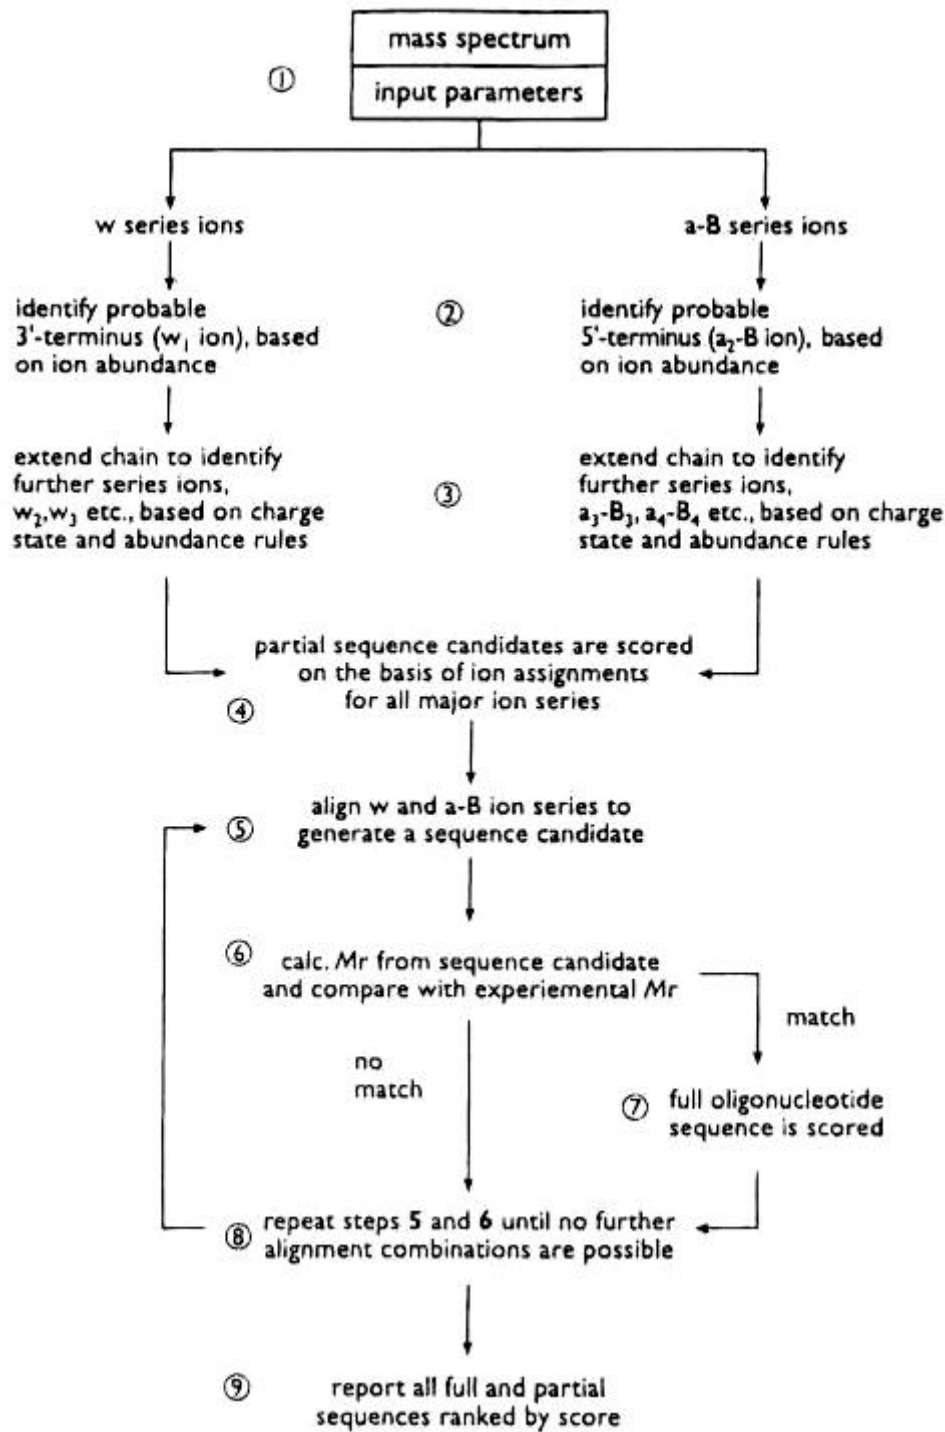 mass spectrum
①
input parameters
w series ions
a-B series ions
identify probable
3'-terminus (w₁ ion), based
on ion abundance
②
identify probable
5'-terminus (a₂-B ion), based
on ion abundance
extend chain to identify
further series ions,
w₂,w₃ etc., based on charge
state and abundance rules
③
extend chain to identify
further series ions,
a₃-B₃, a₄-B₄ etc., based on charge
state and abundance rules
partial sequence candidates are scored
on the basis of ion assignments
for all major ion series
④
align w and a-B ion series to
generate a sequence candidate
⑤
⑥
calc. Mr from sequence candidate
and compare with experiemental Mr
match
no
match
⑦
full oligonucleotide
sequence is scored
⑧
repeat steps 5 and 6 until no further
alignment combinations are possible
⑨
report all full and partial
sequences ranked by score